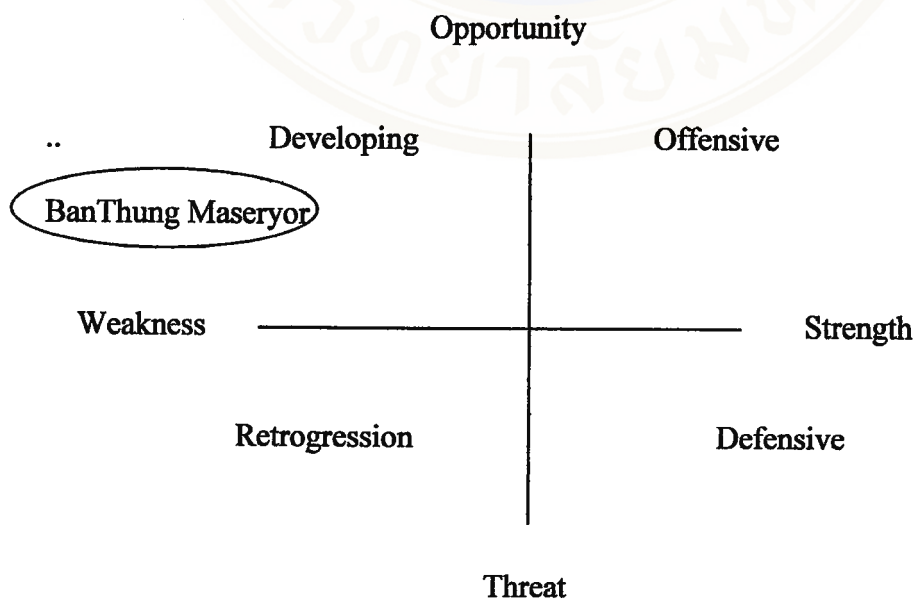 Opportunity
.. Developing Offensive
BanThung Maseryor
Weakness Strength
Retrogression Defensive
Threat